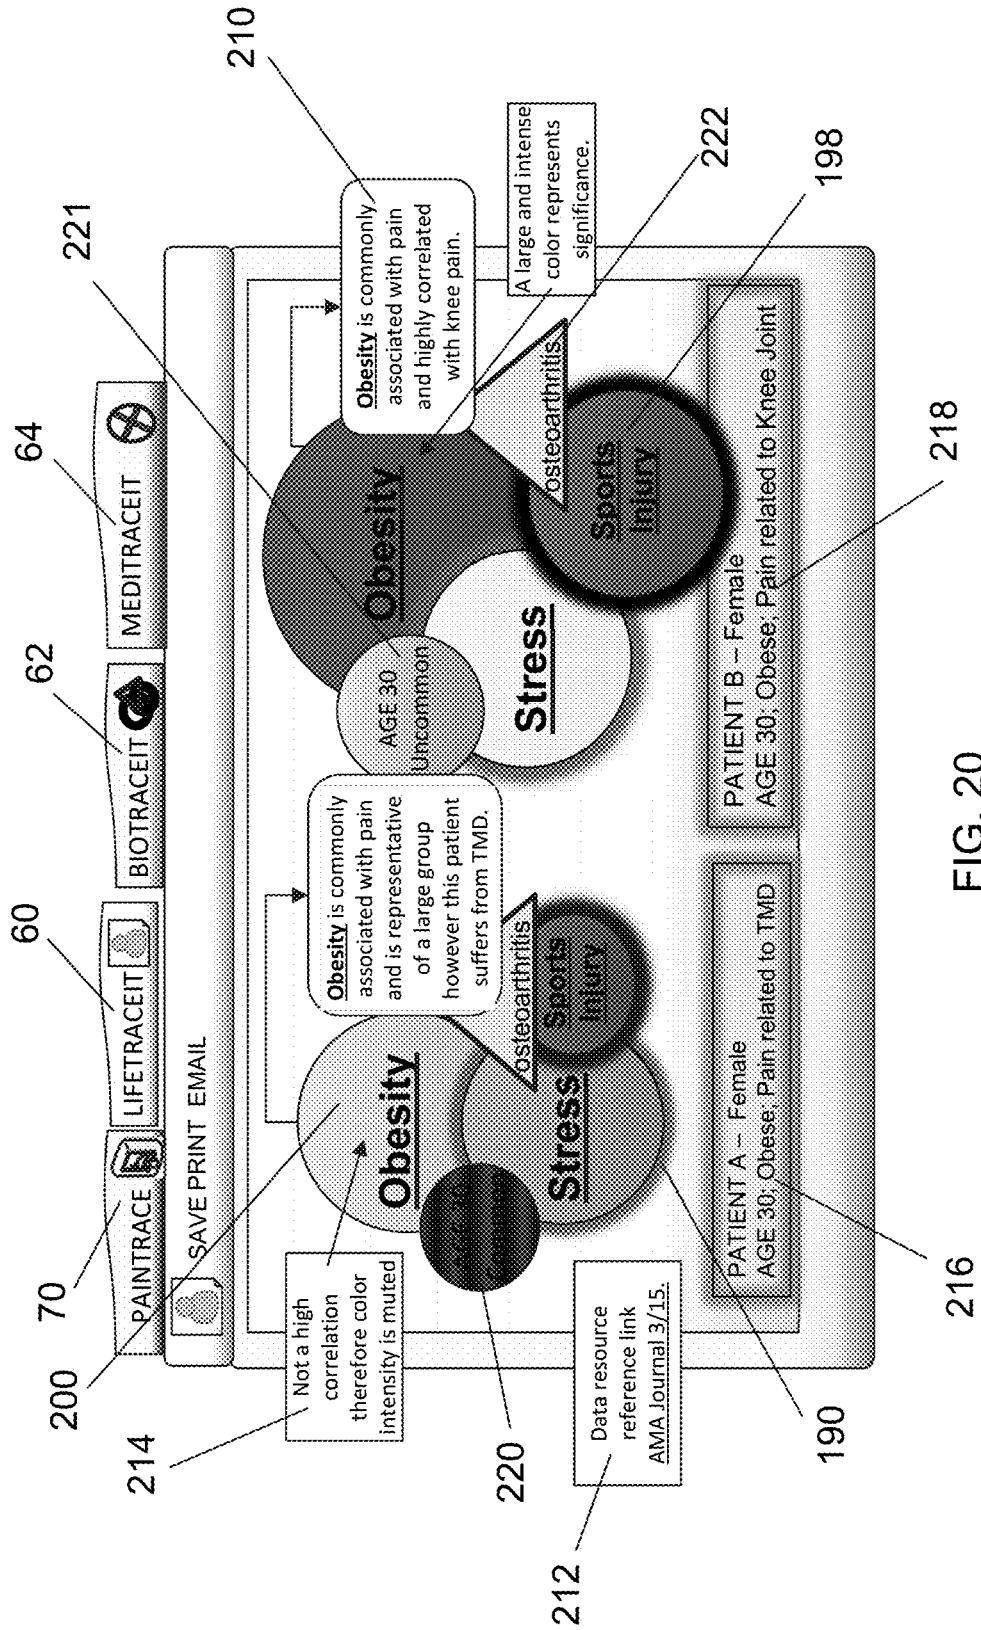 70
60
62
64
PAINTRACE
LIFETRACEIT
BIOTRACEIT
MEDITRACEIT
SAVE PRINT EMAIL
200
221
210
214
Not a high
correlation
therefore color
intensity is muted
Obesity
Stress
osteoarthritis
Sports
Injury
Obesity is commonly
associated with pain
and is representative
of a large group
however this patient
suffers from TMD.
AGE 30
Uncommon
Obesity
Stress
osteoarthritis
Sports
Injury
Obesity is commonly
associated with pain
and highly correlated
with knee pain.
A large and intense
color represents
significance.
220
222
212
Data resource
reference link
AMA Journal 3/15.
190
198
PATIENT A – Female
AGE 30; Obese; Pain related to TMD
PATIENT B – Female
AGE 30; Obese; Pain related to Knee Joint
216
218
FIG. 20